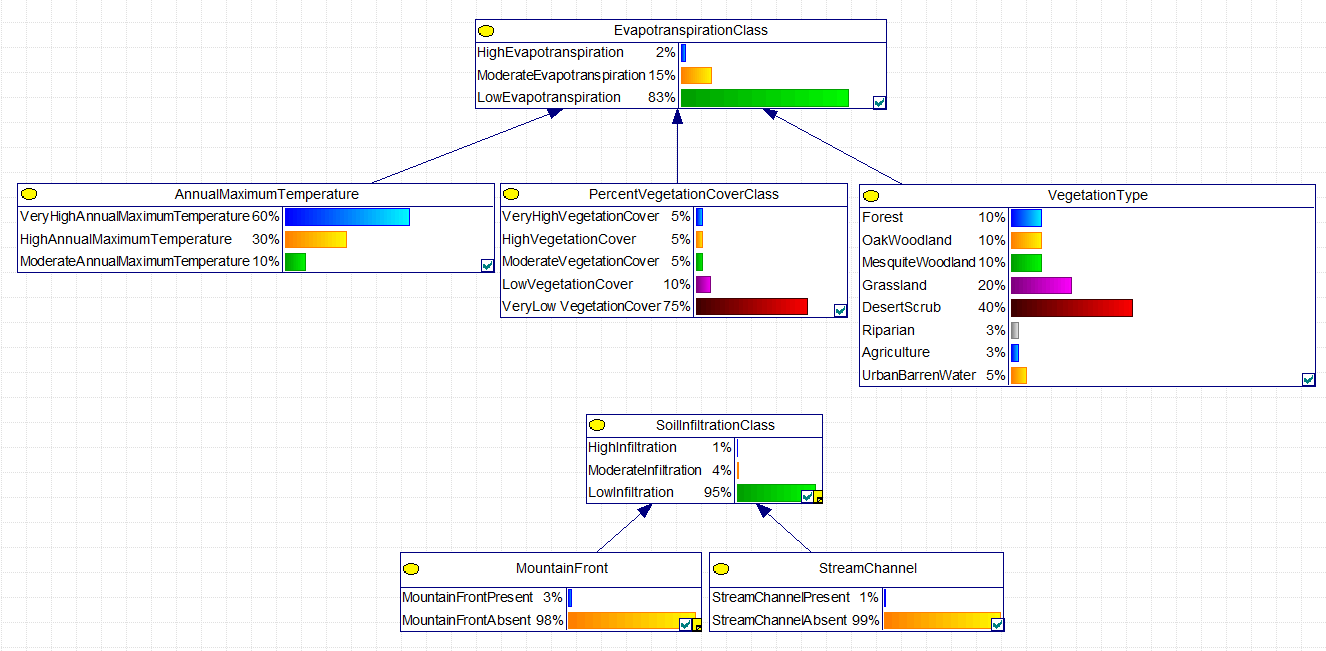 EvapotranspirationClass
HighEvapotranspiration 2%
ModerateEvapotranspiration 15%
LowEvapotranspiration 83%
AnnualMaximumTemperature
VeryHighAnnualMaximumTemperature 60%
HighAnnualMaximumTemperature 30%
ModerateAnnualMaximumTemperature 10%
PercentVegetationCoverClass
VeryHighVegetationCover 5%
HighVegetationCover 5%
ModerateVegetationCover 5%
LowVegetationCover 10%
VeryLow VegetationCover 75%
VegetationType
Forest 10%
OakWoodland 10%
MesquiteWoodland 10%
Grassland 20%
DesertScrub 40%
Riparian 3%
Agriculture 3%
UrbanBarrenWater 5%
SoilInfiltrationClass
HighInfiltration 1%
ModerateInfiltration 4%
LowInfiltration 95%
MountainFront
MountainFrontPresent 3%
MountainFrontAbsent 98%
StreamChannel
StreamChannelPresent 1%
StreamChannelAbsent 99%